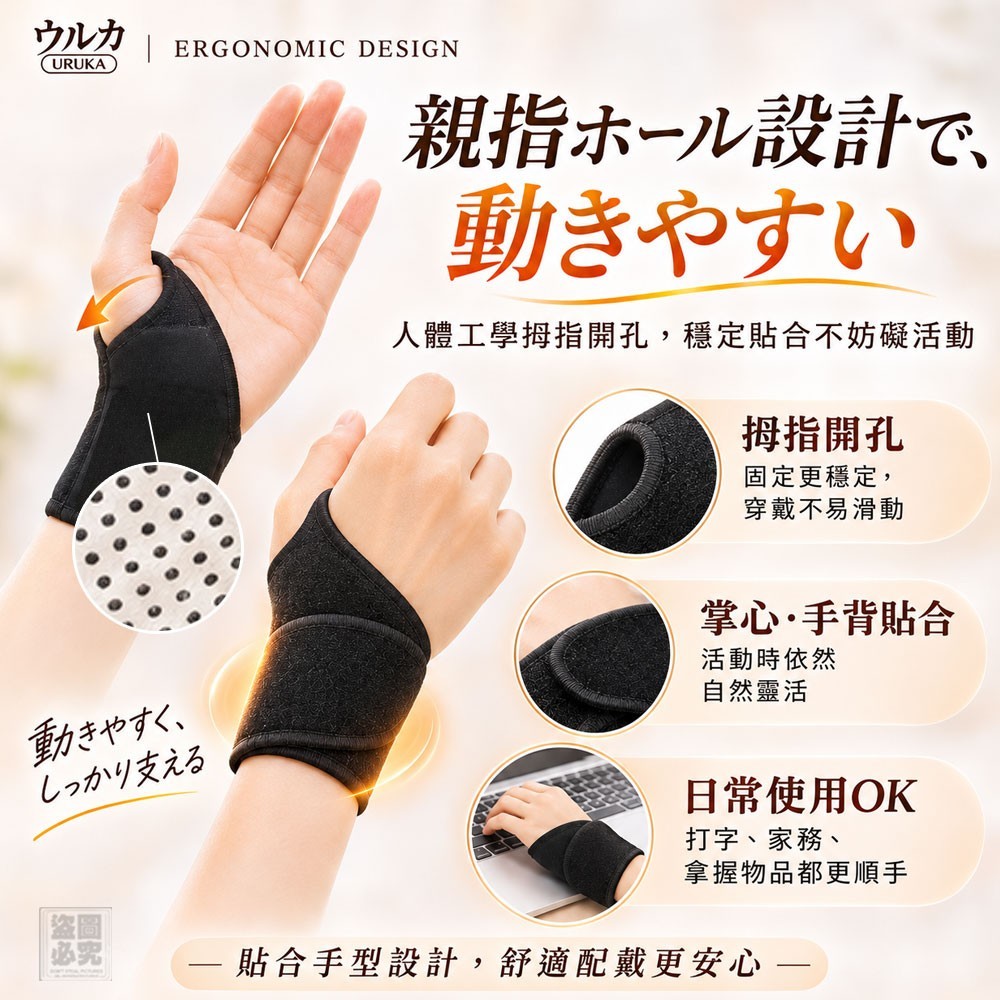 ウルカ
URUKA
ERGONOMIC DESIGN
親指ホール設計で、
動きやすい
人體工學拇指開孔，穩定貼合不妨礙活動
拇指開孔
固定更穩定，
穿戴不易滑動
掌心·手背貼合
活動時依然
自然靈活
動きやすく、
しっかり支える
日常使用OK
打字、家務、
拿握物品都更順手
盜圖
必究
貼合手型設計，舒適配戴更安心